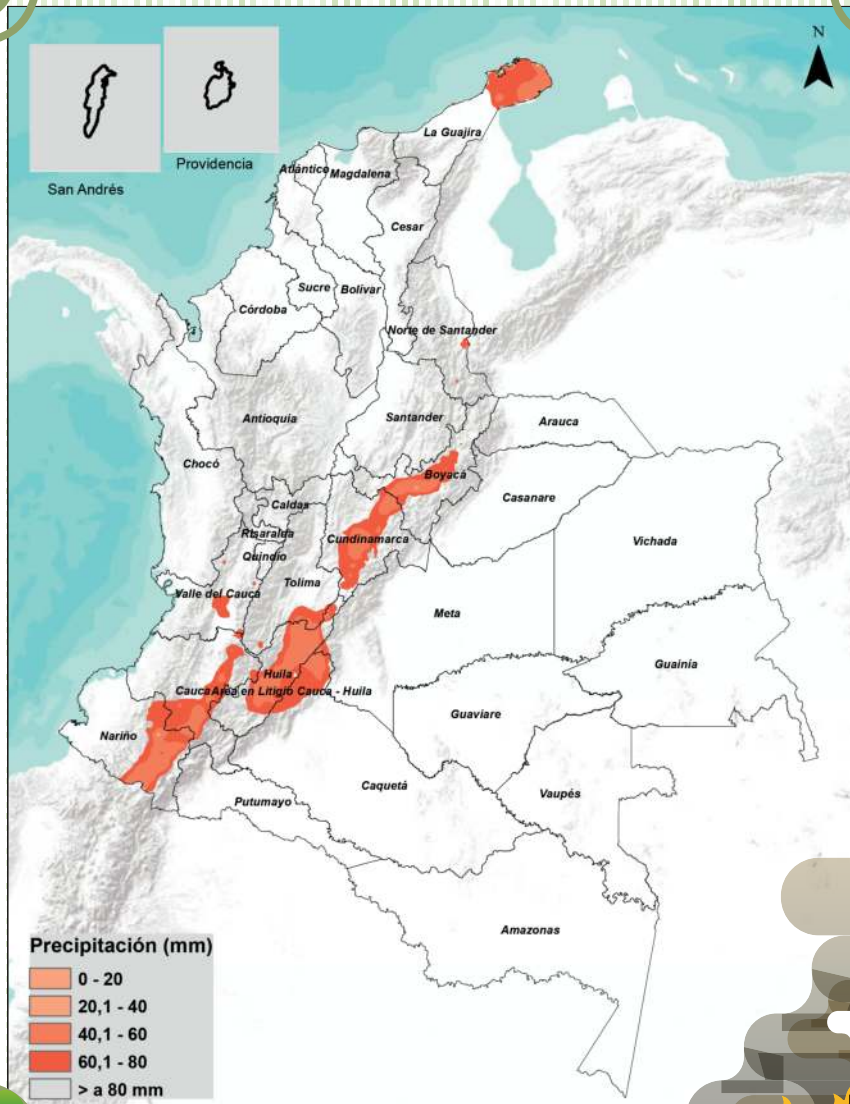 N
San Andrés
Providencia
La Guajira
Atlántico
Magdalena
Cesar
Sucre
Bolívar
Córdoba
Norte de Santander
Antioquia
Santander
Arauca
Chocó
Boyacá
Casanare
Caldas
Risaralda
Cundinamarca
Quindío
Vichada
Tolima
Valle del Cauca
Meta
Guainía
Huila
Cauca
Area en Litigio Cauca - Huila
Guaviare
Nariño
Caquetá
Vaupés
Putumayo
Amazonas
Precipitación (mm)
0 - 20
20,1 - 40
40,1 - 60
60,1 - 80
> a 80 mm